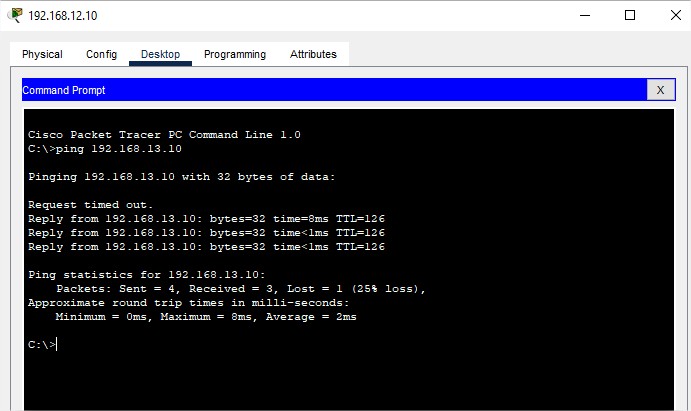 192.168.12.10
Physical Config Desktop Programming Attributes
Command Prompt X
Cisco Packet Tracer PC Command Line 1.0
C:\>ping 192.168.13.10
Pinging 192.168.13.10 with 32 bytes of data:
Request timed out.
Reply from 192.168.13.10: bytes=32 time=8ms TTL=126
Reply from 192.168.13.10: bytes=32 time<1ms TTL=126
Reply from 192.168.13.10: bytes=32 time<1ms TTL=126
Ping statistics for 192.168.13.10:
    Packets: Sent = 4, Received = 3, Lost = 1 (25% loss),
Approximate round trip times in milli-seconds:
    Minimum = 0ms, Maximum = 8ms, Average = 2ms
C:\>